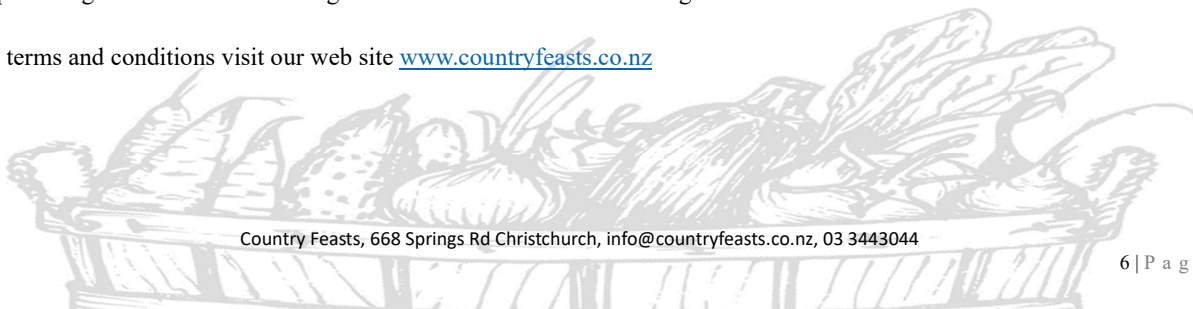 terms and conditions visit our web site www.countryfeasts.co.nz
Country Feasts, 668 Springs Rd Christchurch, info@countryfeasts.co.nz, 03 3443044
6 | P a g